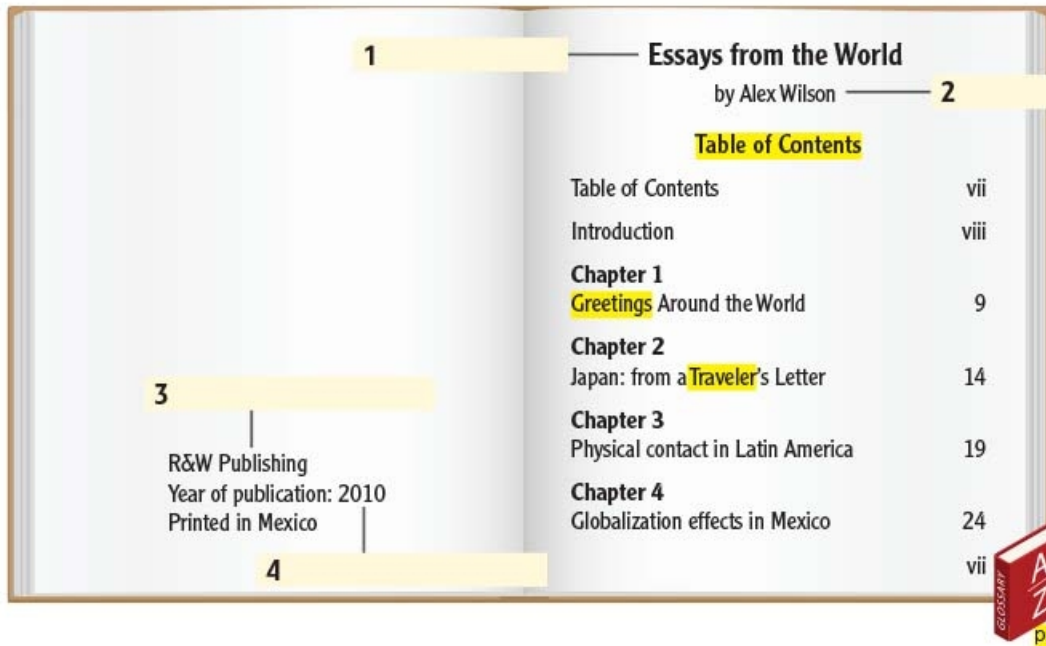 1
Essays from the World
by Alex Wilson
2
Table of Contents
Table of Contents vii
Introduction viii
Chapter 1
Greetings Around the World 9
Chapter 2
Japan: from a Traveler's Letter 14
Chapter 3
Physical contact in Latin America 19
Chapter 4
Globalization effects in Mexico 24
vii
3
R&W Publishing
Year of publication: 2010
Printed in Mexico
4
GLOSSARY
A
Z
p